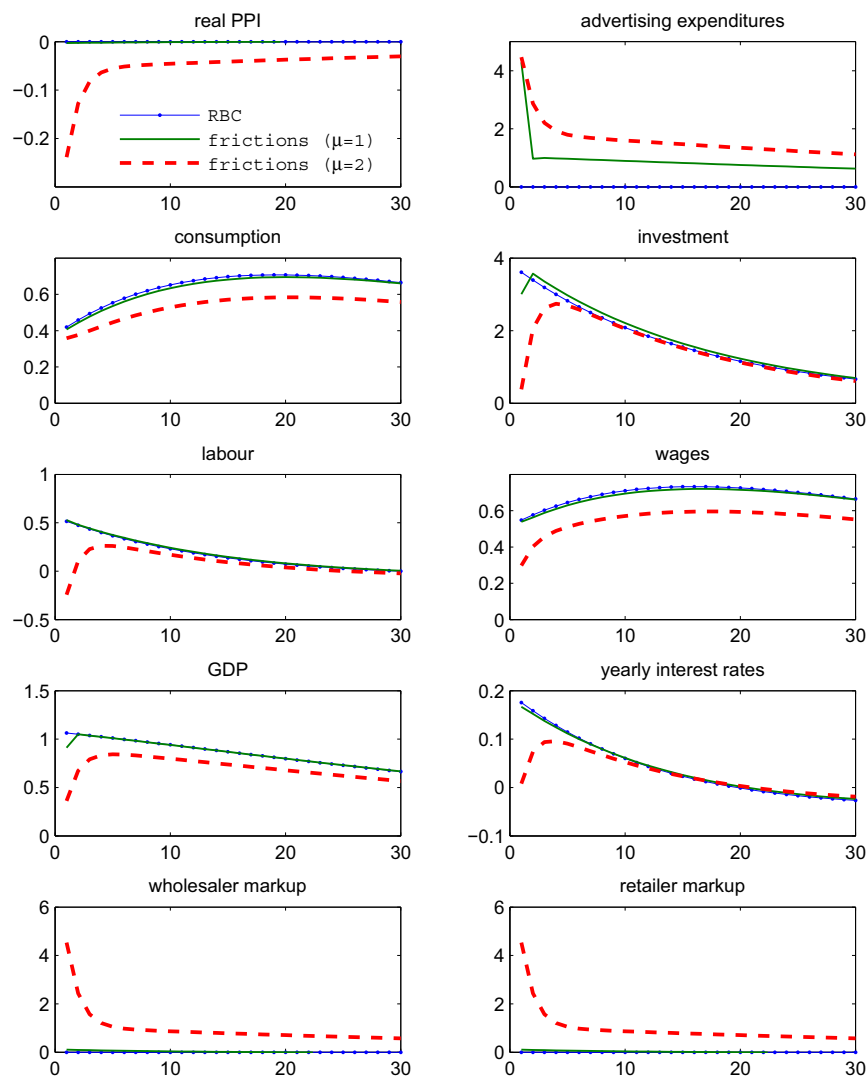 real PPI
0
−0.1
−0.2
0 10 20 30
RBC
frictions (μ=1)
frictions (μ=2)
advertising expenditures
4
2
0
0 10 20 30
consumption
0.6
0.4
0.2
0
0 10 20 30
investment
4
2
0
0 10 20 30
labour
1
0.5
0
−0.5
0 10 20 30
wages
0.6
0.4
0.2
0
0 10 20 30
GDP
1.5
1
0.5
0
0 10 20 30
yearly interest rates
0.2
0.1
0
−0.1
0 10 20 30
wholesaler markup
6
4
2
0
0 10 20 30
retailer markup
6
4
2
0
0 10 20 30